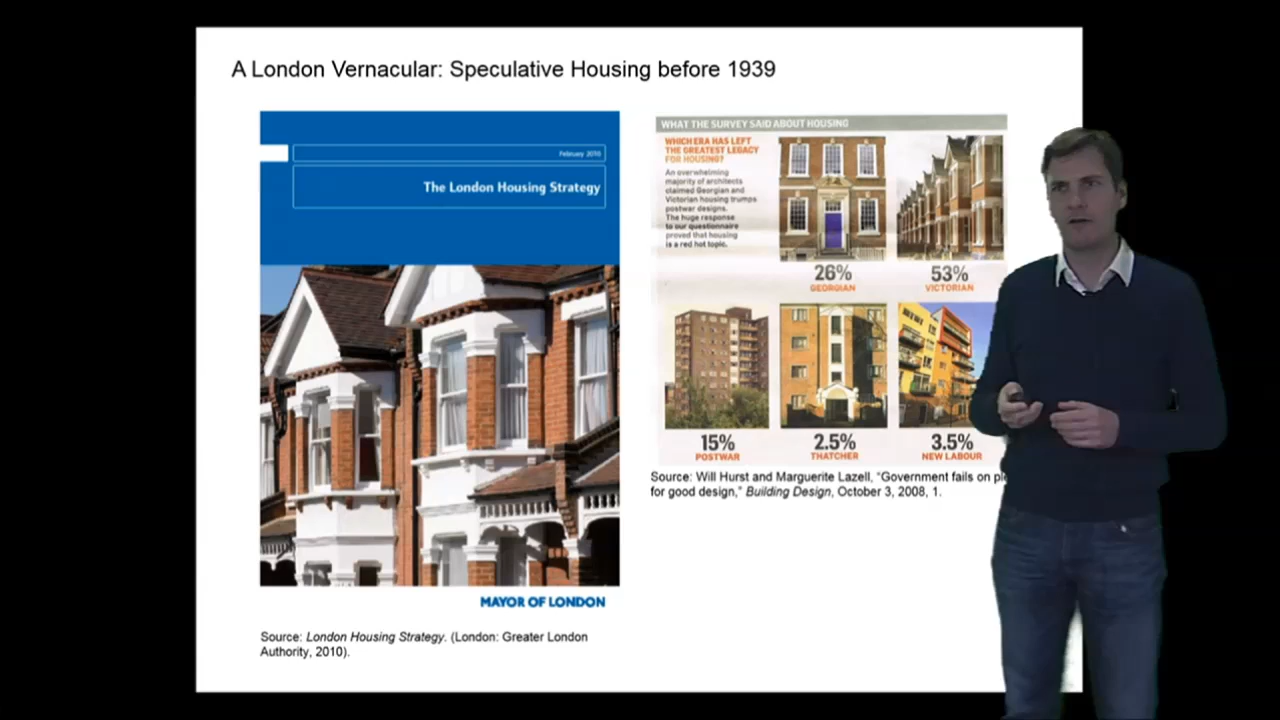 A London Vernacular: Speculative Housing before 1939
February 2010
The London Housing Strategy
MAYOR OF LONDON
Source: London Housing Strategy. (London: Greater London
Authority, 2010).
WHAT THE SURVEY SAID ABOUT HOUSING
WHICH ERA HAS LEFT
THE GREATEST LEGACY
FOR HOUSING?
An overwhelming
majority of architects
claimed Georgian and
Victorian housing trumps
postwar designs.
The huge response
to our questionnaire
proved that housing
is a red hot topic.
26%
GEORGIAN
53%
VICTORIAN
15%
POSTWAR
2.5%
THATCHER
3.5%
NEW LABOUR
Source: Will Hurst and Marguerite Lazell, “Government fails on
for good design,” Building Design, October 3, 2008, 1.